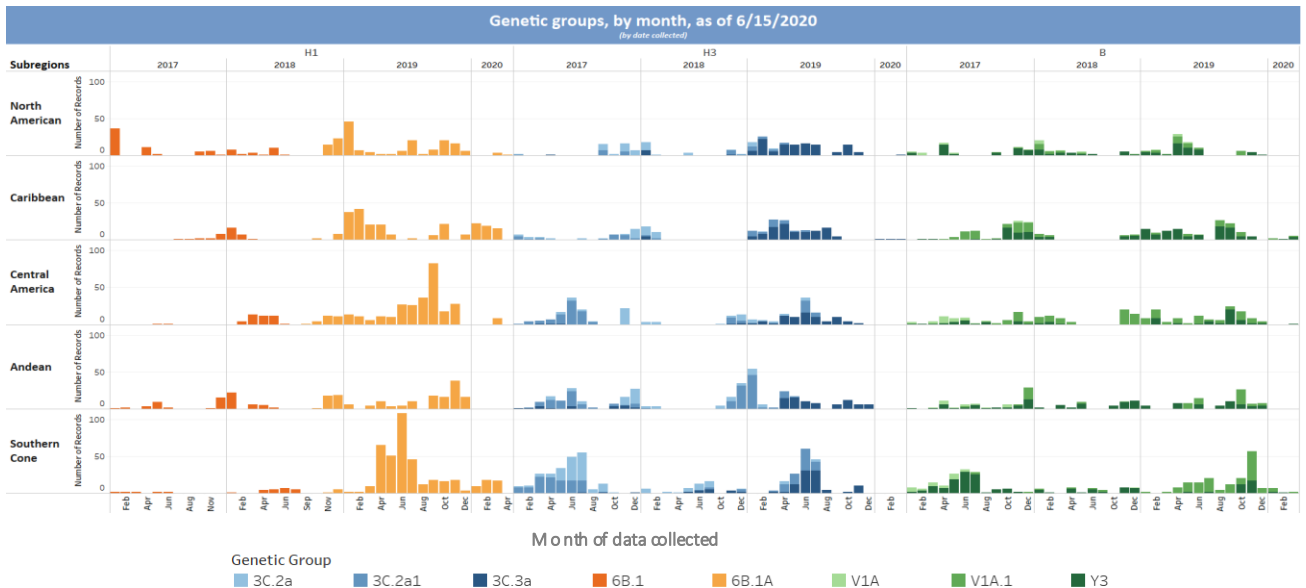 Genetic groups, by month, as of 6/15/2020
(by date collected)
H1 H3 B
Subregions 2017 2018 2019 2020 2017 2018 2019 2020 2017 2018 2019 2020
North American Number of Records 100 50 0
Caribbean Number of Records 100 50 0
Central America Number of Records 100 50 0
Andean Number of Records 100 50 0
Southern Cone Number of Records 100 50 0
Feb Apr Jun Aug Nov Feb Apr Jun Sep Nov Feb Apr Jun Aug Oct Dec Feb Apr Feb Apr Jun Aug Oct Dec Feb Apr Jun Oct Dec Feb Apr Jun Aug Oct Dec Feb Apr Jun Aug Oct Dec Feb Apr Jun Oct Dec Feb Apr Jun Aug Oct Dec Feb
Month of data collected
Genetic Group
3C.2a 3C.2a1 3C.3a 6B.1 6B.1A V1A V1A.1 Y3